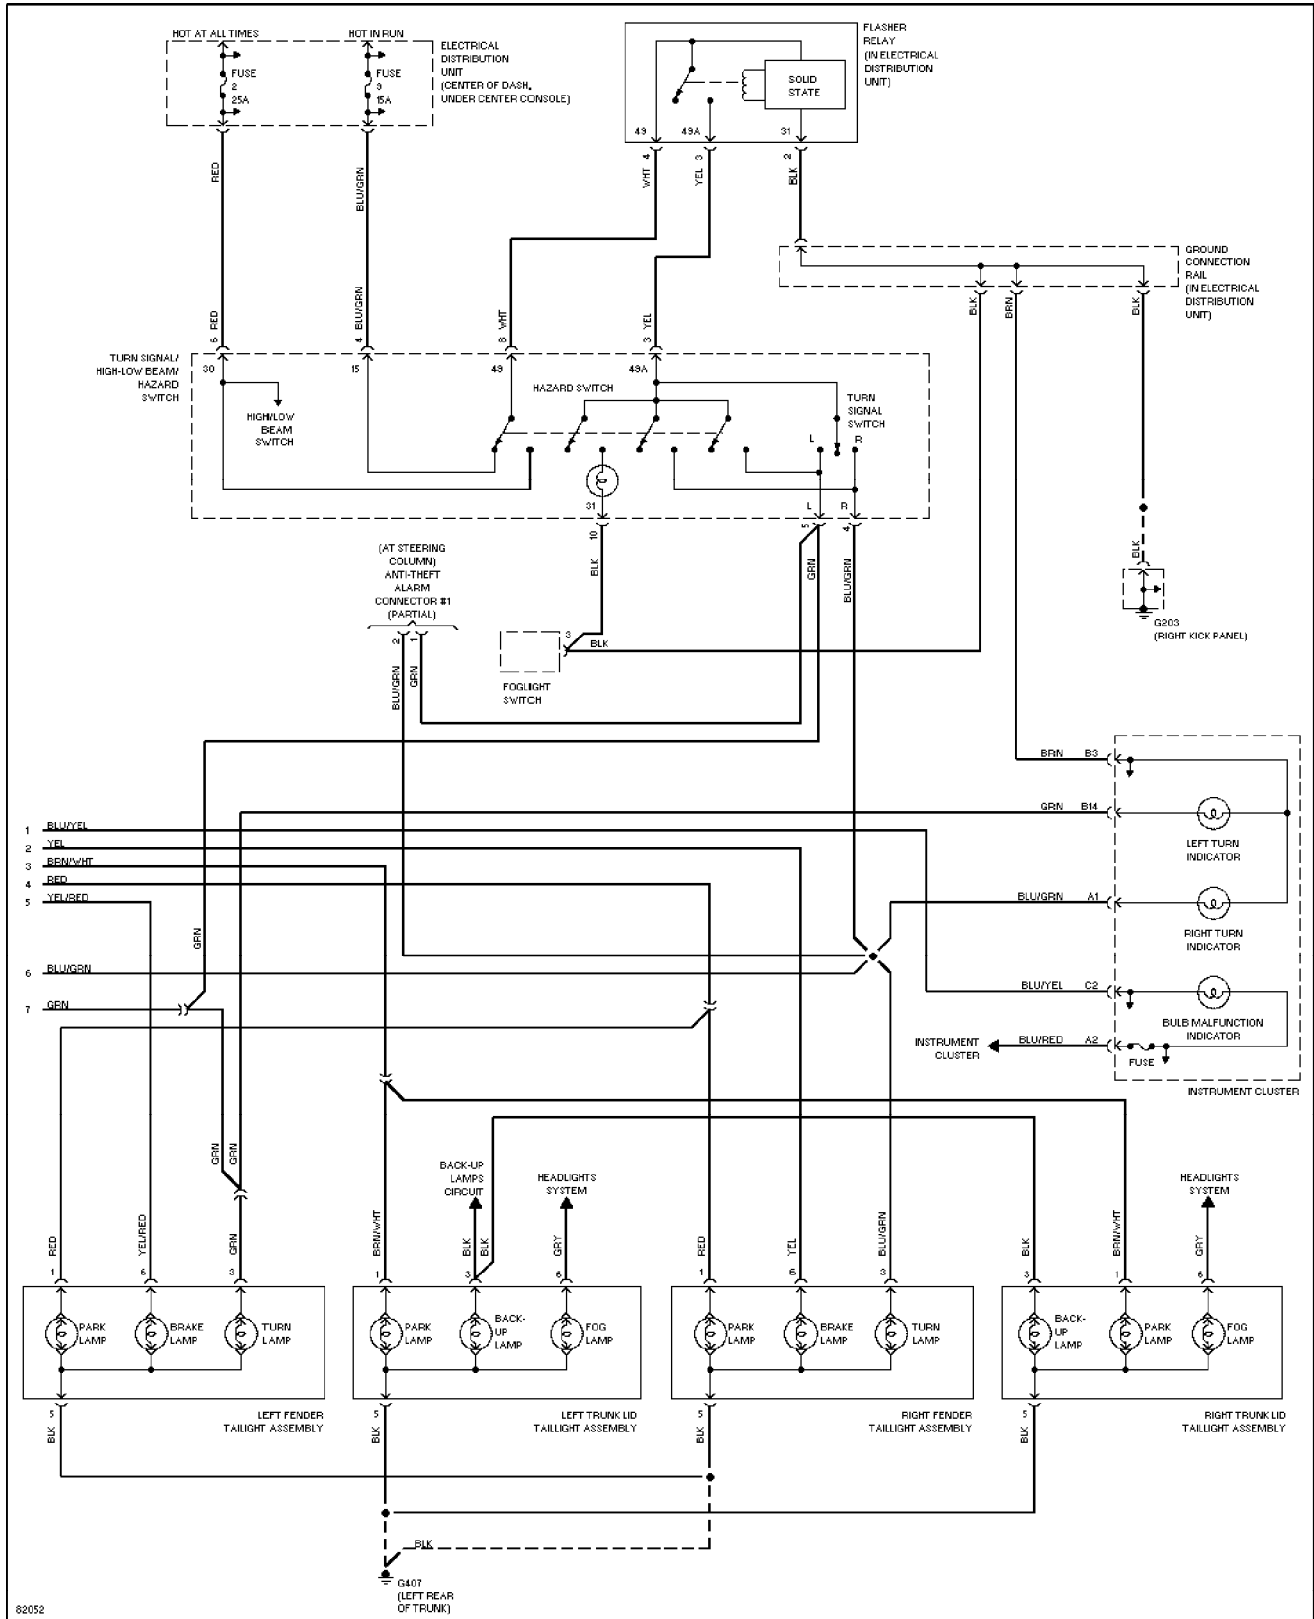 HOT AT ALL TIMES
HOT IN RUN
ELECTRICAL
DISTRIBUTION
UNIT
(CENTER OF DASH,
UNDER CENTER CONSOLE)
FUSE
2
25A
FUSE
9
15A
FLASHER
RELAY
(IN ELECTRICAL
DISTRIBUTION
UNIT)
SOLID
STATE
49
49A
31
4
3
2
RED
BLU/GRN
WHT
YEL
BLK
GROUND
CONNECTION
RAIL
(IN ELECTRICAL
DISTRIBUTION
UNIT)
BLK
BRN
BLK
RED
BLU/GRN
WHT
YEL
6
4
8
3
TURN SIGNAL/
HIGH-LOW BEAM/
HAZARD
SWITCH
30
15
49
49A
HAZARD SWITCH
HIGH/LOW
BEAM
SWITCH
TURN
SIGNAL
SWITCH
L
R
31
L
R
10
5
4
BLK
GRN
BLU/GRN
BLK
G203
(RIGHT KICK PANEL)
(AT STEERING
COLUMN)
ANTI-THEFT
ALARM
CONNECTOR #1
(PARTIAL)
2
1
BLU/GRN
GRN
3
BLK
FOGLIGHT
SWITCH
BRN B3
GRN B14
LEFT TURN
INDICATOR
BLU/GRN A1
RIGHT TURN
INDICATOR
BLU/YEL C2
BULB MALFUNCTION
INDICATOR
INSTRUMENT
CLUSTER
BLU/RED A2
FUSE
INSTRUMENT CLUSTER
1 BLU/YEL
2 YEL
3 BRN/WHT
4 RED
5 YEL/RED
GRN
6 BLU/GRN
7 GRN
GRN
GRN
BACK-UP
LAMPS
CIRCUIT
HEADLIGHTS
SYSTEM
HEADLIGHTS
SYSTEM
RED
YEL/RED
GRN
BRN/WHT
BLK
BLK
GRY
RED
YEL
BLU/GRN
BLK
BRN/WHT
GRY
1
6
3
1
3
6
1
6
3
3
1
6
PARK
LAMP
BRAKE
LAMP
TURN
LAMP
PARK
LAMP
BACK-
UP
LAMP
FOG
LAMP
PARK
LAMP
BRAKE
LAMP
TURN
LAMP
BACK-
UP
LAMP
PARK
LAMP
FOG
LAMP
5
BLK
LEFT FENDER
TAILLIGHT ASSEMBLY
5
BLK
LEFT TRUNK LID
TAILLIGHT ASSEMBLY
5
BLK
RIGHT FENDER
TAILLIGHT ASSEMBLY
5
BLK
RIGHT TRUNK LID
TAILLIGHT ASSEMBLY
BLK
G407
(LEFT REAR
OF TRUNK)
82052